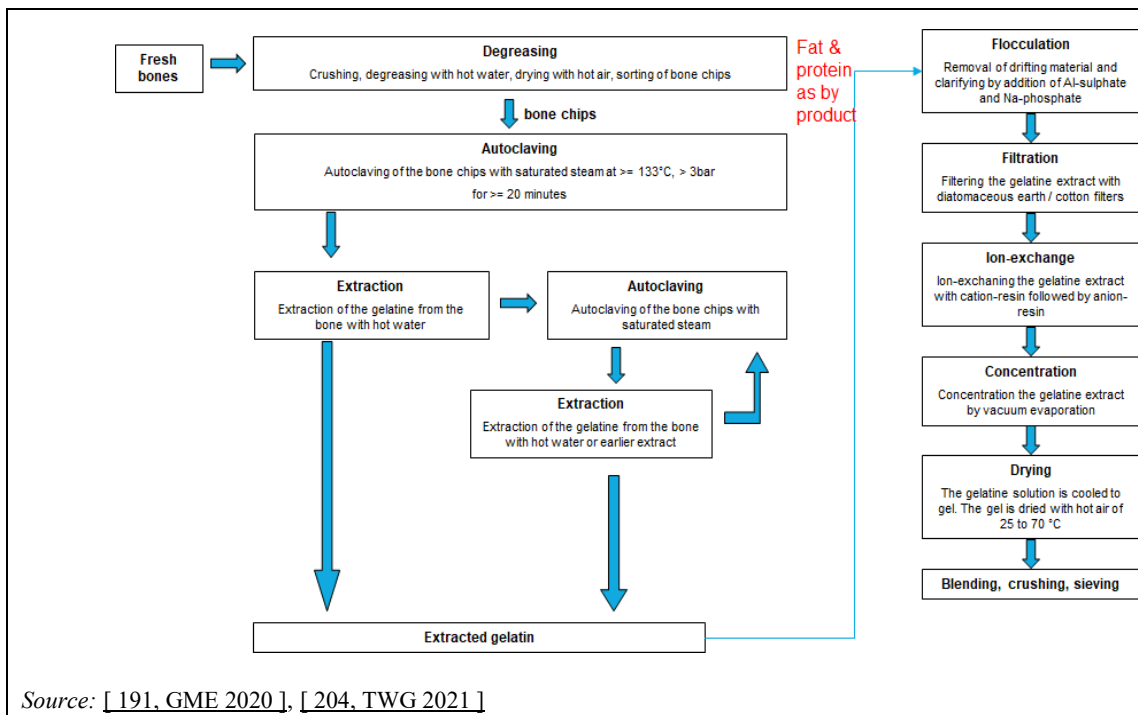 Fresh
bones
Degreasing
Crushing, degreasing with hot water, drying with hot air, sorting of bone chips
Fat &
protein
as by
product
bone chips
Autoclaving
Autoclaving of the bone chips with saturated steam at >= 133°C, > 3bar
for >= 20 minutes
Extraction
Extraction of the gelatine from the
bone with hot water
Autoclaving
Autoclaving of the bone chips with
saturated steam
Extraction
Extraction of the gelatine from the bone
with hot water or earlier extract
Extracted gelatin
Flocculation
Removal of drifting material and
clarifying by addition of Al-sulphate
and Na-phosphate
Filtration
Filtering the gelatine extract with
diatomaceous earth / cotton filters
Ion-exchange
Ion-exchaning the gelatine extract
with cation-resin followed by anion-
resin
Concentration
Concentration the gelatine extract
by vacuum evaporation
Drying
The gelatine solution is cooled to
gel. The gel is dried with hot air of
25 to 70 °C
Blending, crushing, sieving
Source: [ 191, GME 2020 ], [ 204, TWG 2021 ]